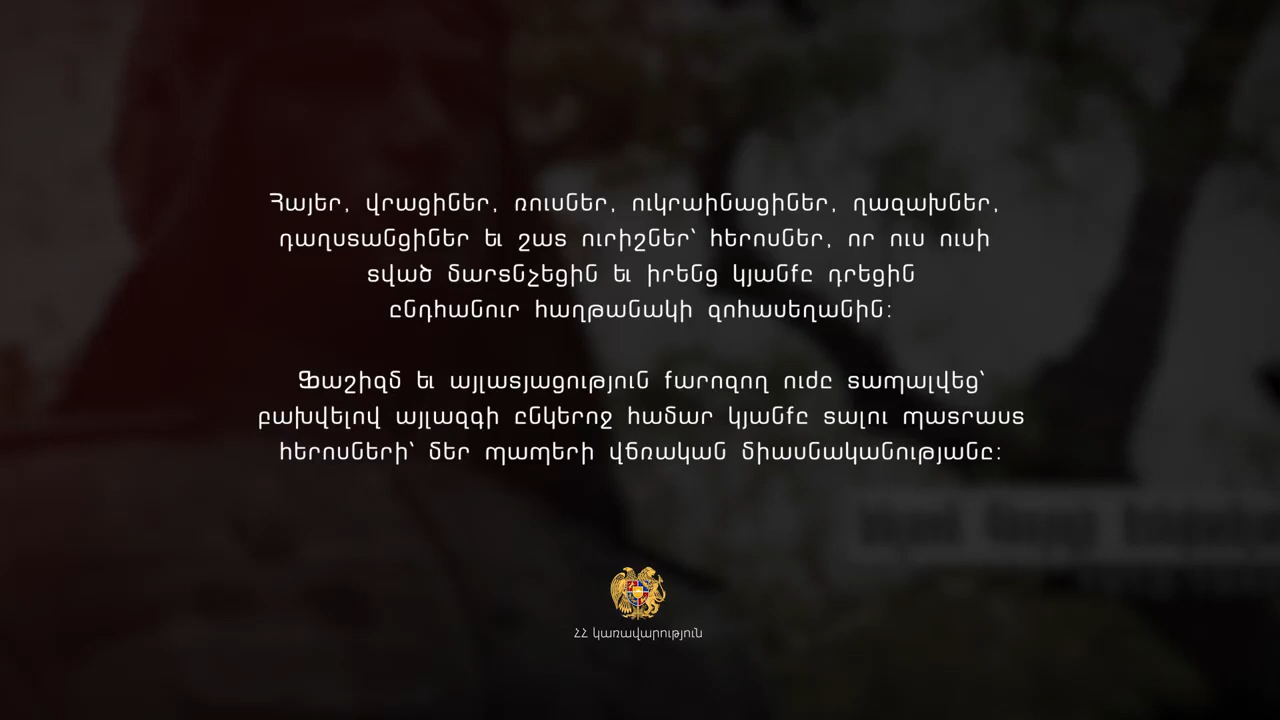 Հայեր, վրացիներ, ռուսներ, ուկրաինացիներ, ղազախներ,
դաղստանցիներ եւ շատ ուրիշներ՝ հերոսներ, որ ուս ուսի
տված մարտնչեցին եւ իրենց կյանքը դրեցին
ընդհանուր հաղթանակի զոհասեղանին:
Ֆաշիզմ եւ այլատյացություն քարոզող ուժը տապալվեց՝
բախվելով այլազգի ընկերոջ համար կյանքը տալու պատրաստ
հերոսների՝ մեր պապերի վճռական միասնականությանը:
ՀՀ կառավարություն